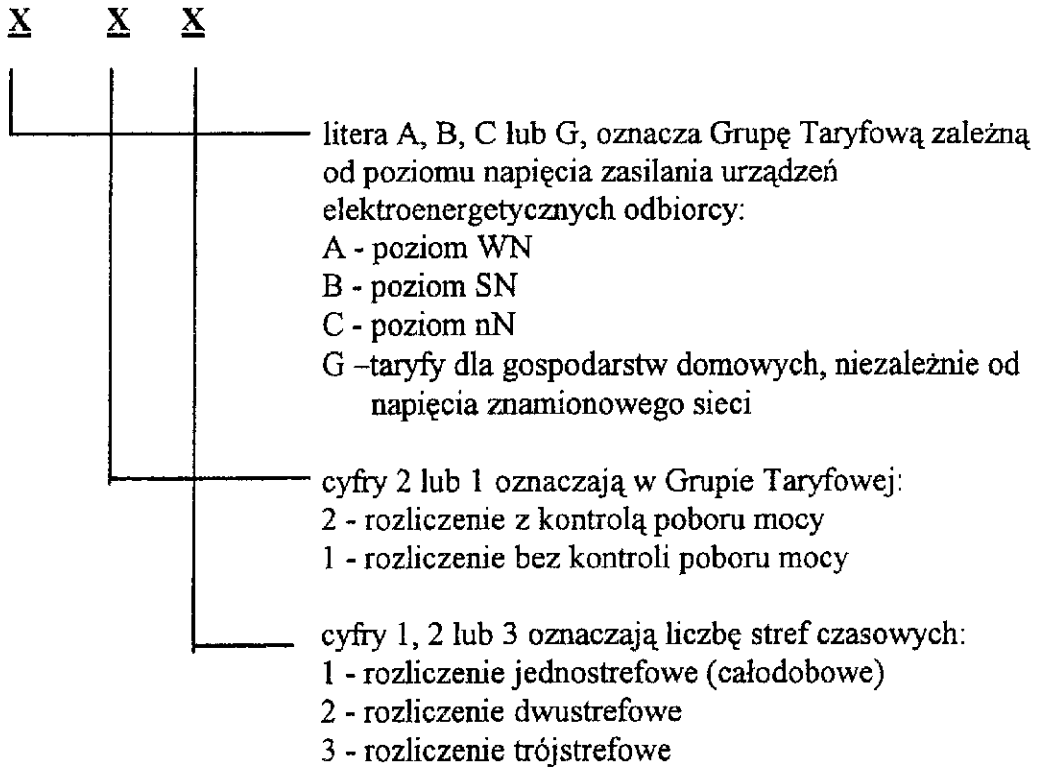 X X X
litera A, B, C lub G, oznacza Grupę Taryfową zależną
od poziomu napięcia zasilania urządzeń
elektroenergetycznych odbiorcy:
A - poziom WN
B - poziom SN
C - poziom nN
G –taryfy dla gospodarstw domowych, niezależnie od
napięcia znamionowego sieci
cyfry 2 lub 1 oznaczają w Grupie Taryfowej:
2 - rozliczenie z kontrolą poboru mocy
1 - rozliczenie bez kontroli poboru mocy
cyfry 1, 2 lub 3 oznaczają liczbę stref czasowych:
1 - rozliczenie jednostrefowe (całodobowe)
2 - rozliczenie dwustrefowe
3 - rozliczenie trójstrefowe